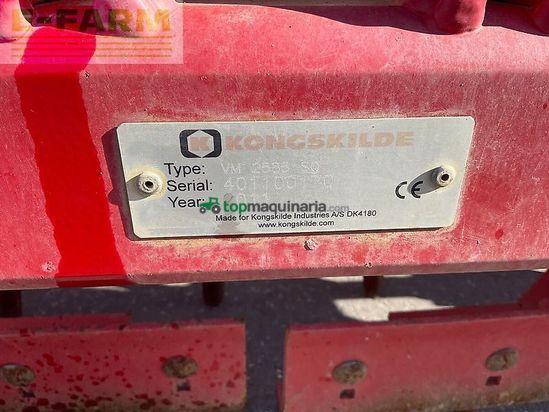 E-FARM
KONGSKILDE
Type:
Serial:
Year:
topmaquinaria.com
Made for Kongskilde Industries A/S DK4180
www.kongskilde.com
CE